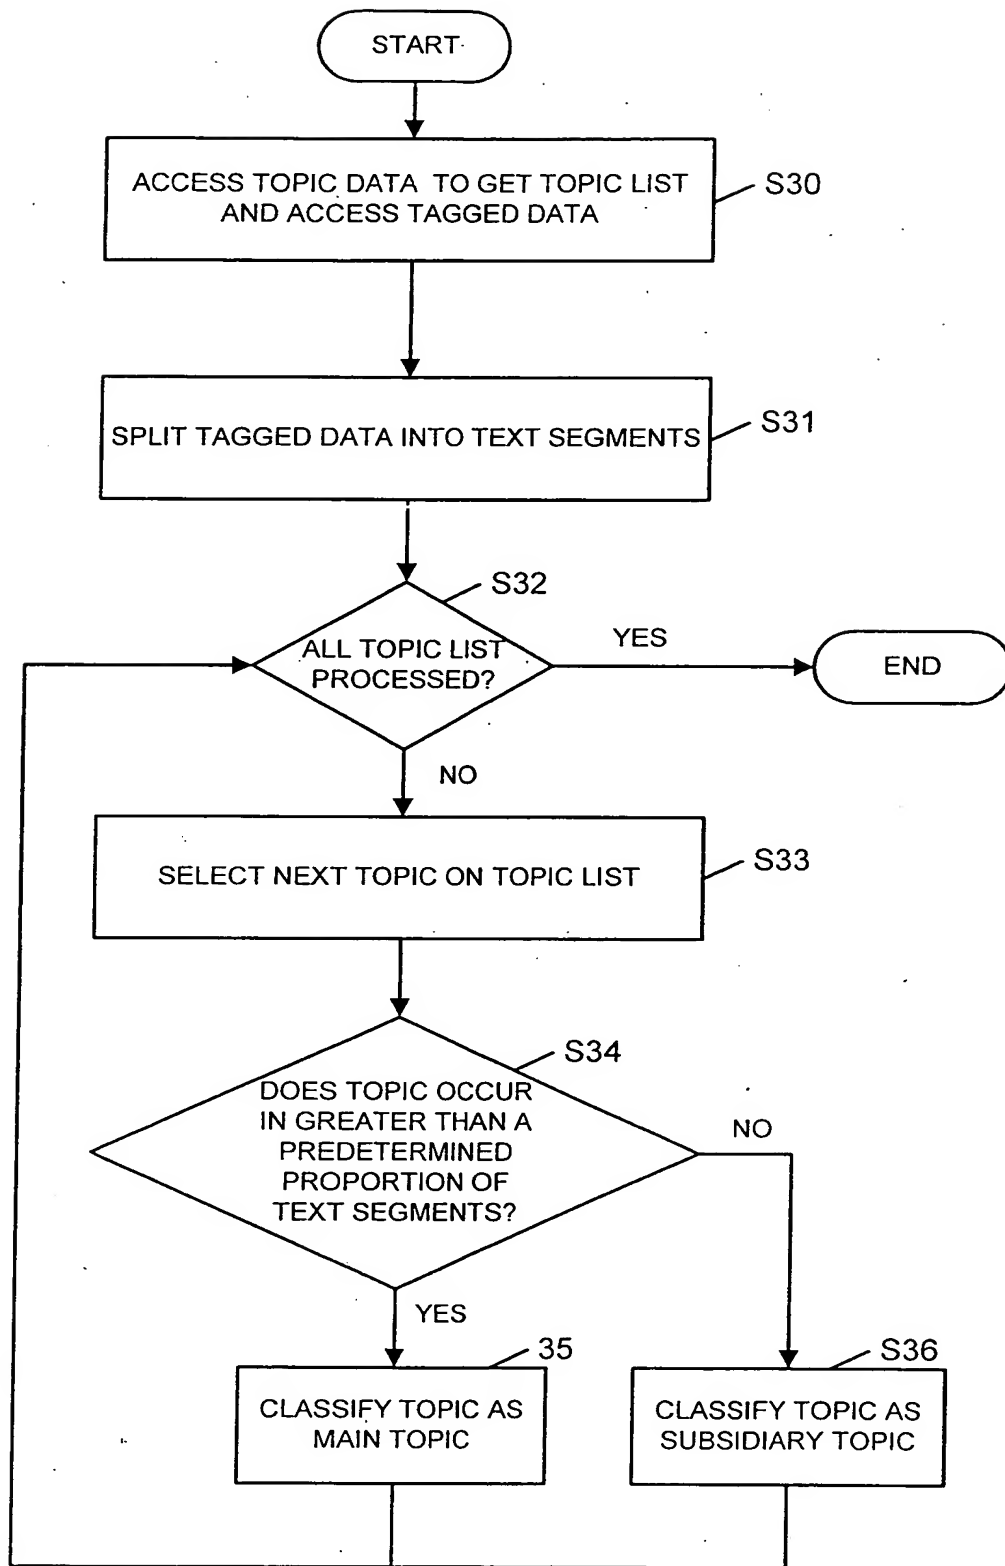 START
ACCESS TOPIC DATA TO GET TOPIC LIST
AND ACCESS TAGGED DATA
S30
SPLIT TAGGED DATA INTO TEXT SEGMENTS
S31
S32
ALL TOPIC LIST
PROCESSED?
YES
END
NO
SELECT NEXT TOPIC ON TOPIC LIST
S33
S34
DOES TOPIC OCCUR
IN GREATER THAN A
PREDETERMINED
PROPORTION OF
TEXT SEGMENTS?
NO
YES
35
CLASSIFY TOPIC AS
MAIN TOPIC
S36
CLASSIFY TOPIC AS
SUBSIDIARY TOPIC